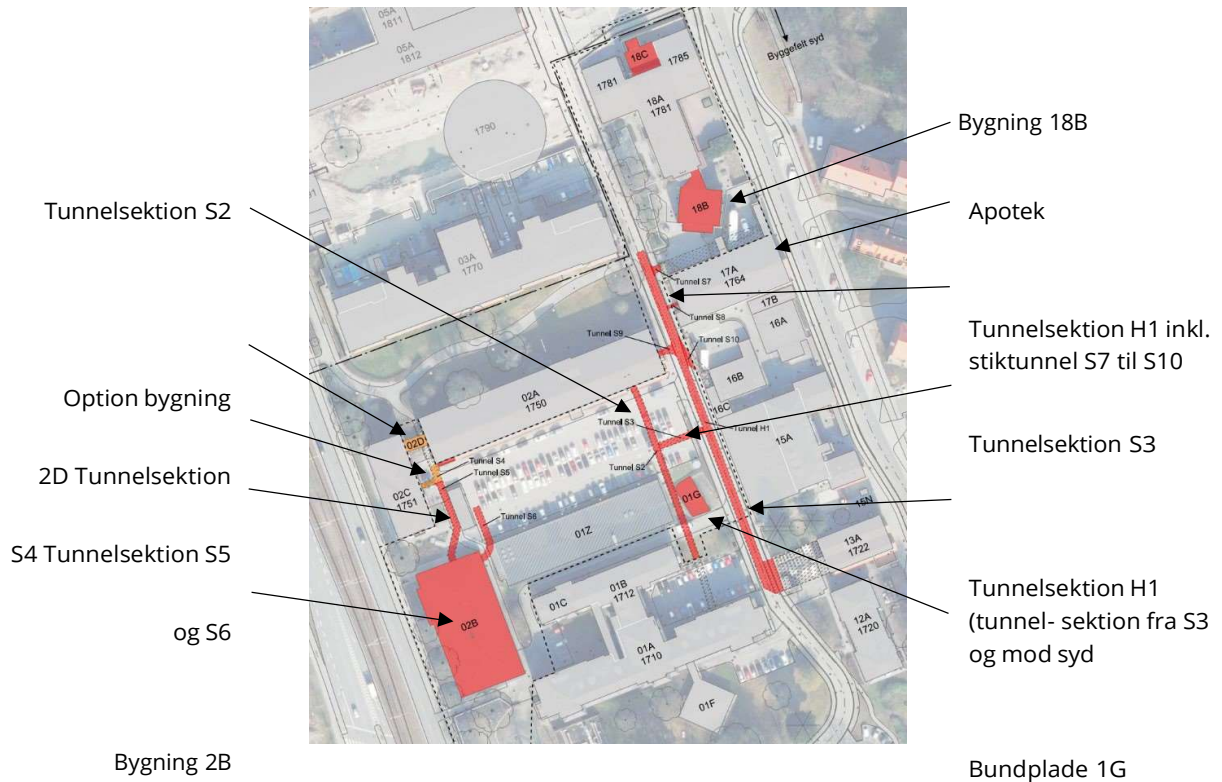 05A
1811
05A
1812
1790
03A
1770
1781
18C
1785
18A
1781
Byggefelt syd
18B
Bygning 18B
Tunnelsektion S2
Apotek
17A
1764
Tunnel S7
17B
16A
Tunnel S8
Tunnel S9
Tunnel S10
16B
16C
Tunnelsektion H1 inkl.
stiktunnel S7 til S10
Option bygning
02A
1750
02D
Tunnel S3
Tunnel H1
15A
Tunnelsektion S3
2D Tunnelsektion
Tunnel S4
Tunnel S5
Tunnel S2
02C
1751
01G
Tunnel S6
01Z
15N
13A
1722
S4 Tunnelsektion S5
01B
1712
01C
Tunnelsektion H1
(tunnel- sektion fra S3
og mod syd
og S6
02B
01A
1710
12A
1720
01F
Bygning 2B
Bundplade 1G